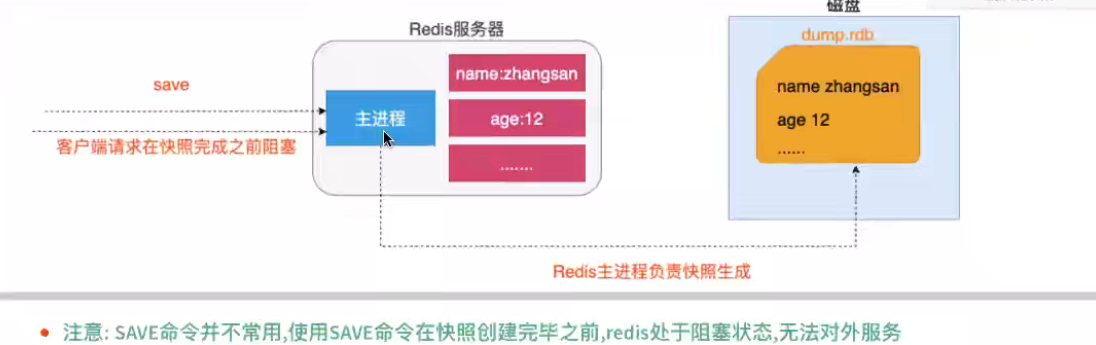 磁盘
Redis服务器
dump.rdb
save
name:zhangsan
name zhangsan
主进程
age:12
age 12
客户端请求在快照完成之前阻塞
.......
......
Redis主进程负责快照生成
注意: SAVE命令并不常用,使用SAVE命令在快照创建完毕之前,redis处于阻塞状态,无法对外服务